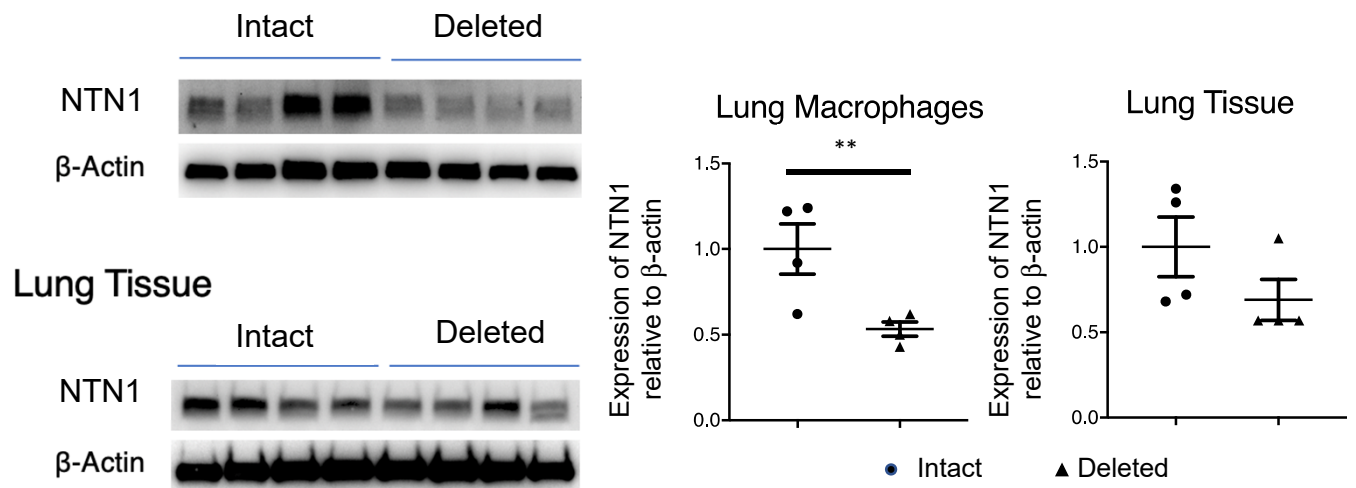 Intact Deleted
NTN1
β-Actin
Lung Tissue
Intact Deleted
NTN1
β-Actin
Lung Macrophages
**
Expression of NTN1
relative to β-actin
1.5
1.0
0.5
0.0
Lung Tissue
Expression of NTN1
relative to β-actin
1.5
1.0
0.5
0.0
Intact Deleted